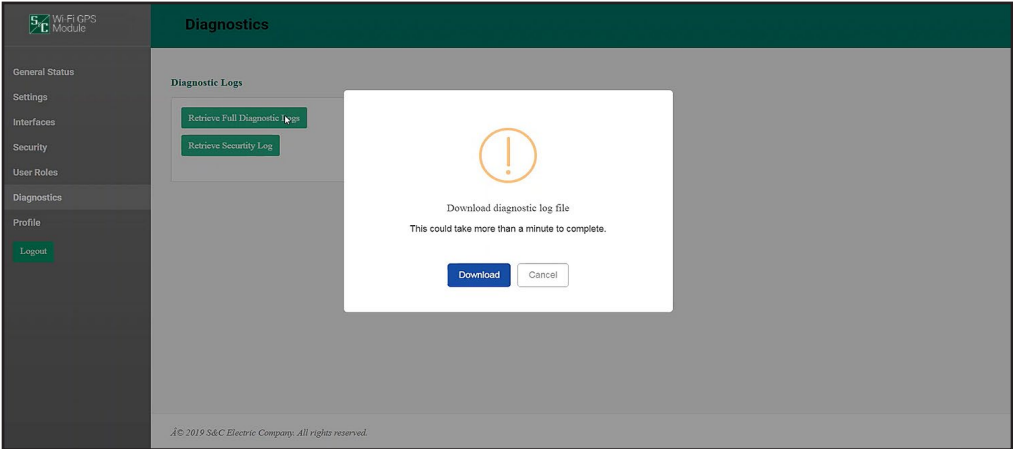 S&C Wi-Fi GPS
Module
Diagnostics
General Status
Settings
Interfaces
Security
User Roles
Diagnostics
Profile
Logout
Diagnostic Logs
Retrieve Full Diagnostic Logs
Retrieve Securtity Log
Download diagnostic log file
This could take more than a minute to complete.
Download Cancel
© 2019 S&C Electric Company. All rights reserved.